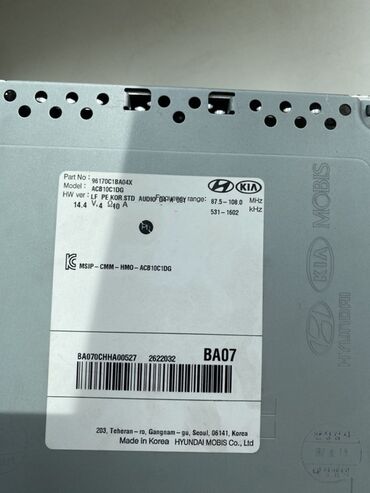 Part No : 96170C1BA04X
Model : ACB10C1DG
HW ver : LF PE KOR STD AUDIO
Frequency range: 87.5-108.0 MHz
531-1602 kHz
14.4 V 4 Ω 10 A
HYUNDAI KIA
MSIP-CMM-HMO-ACB10C1DG
BA070CHHA00527 2622032 BA07
203, Teheran-ro, Gangnam-gu, Seoul, 06141, Korea
Made in Korea HYUNDAI MOBIS Co., Ltd
HYUNDAI KIA MOBIS